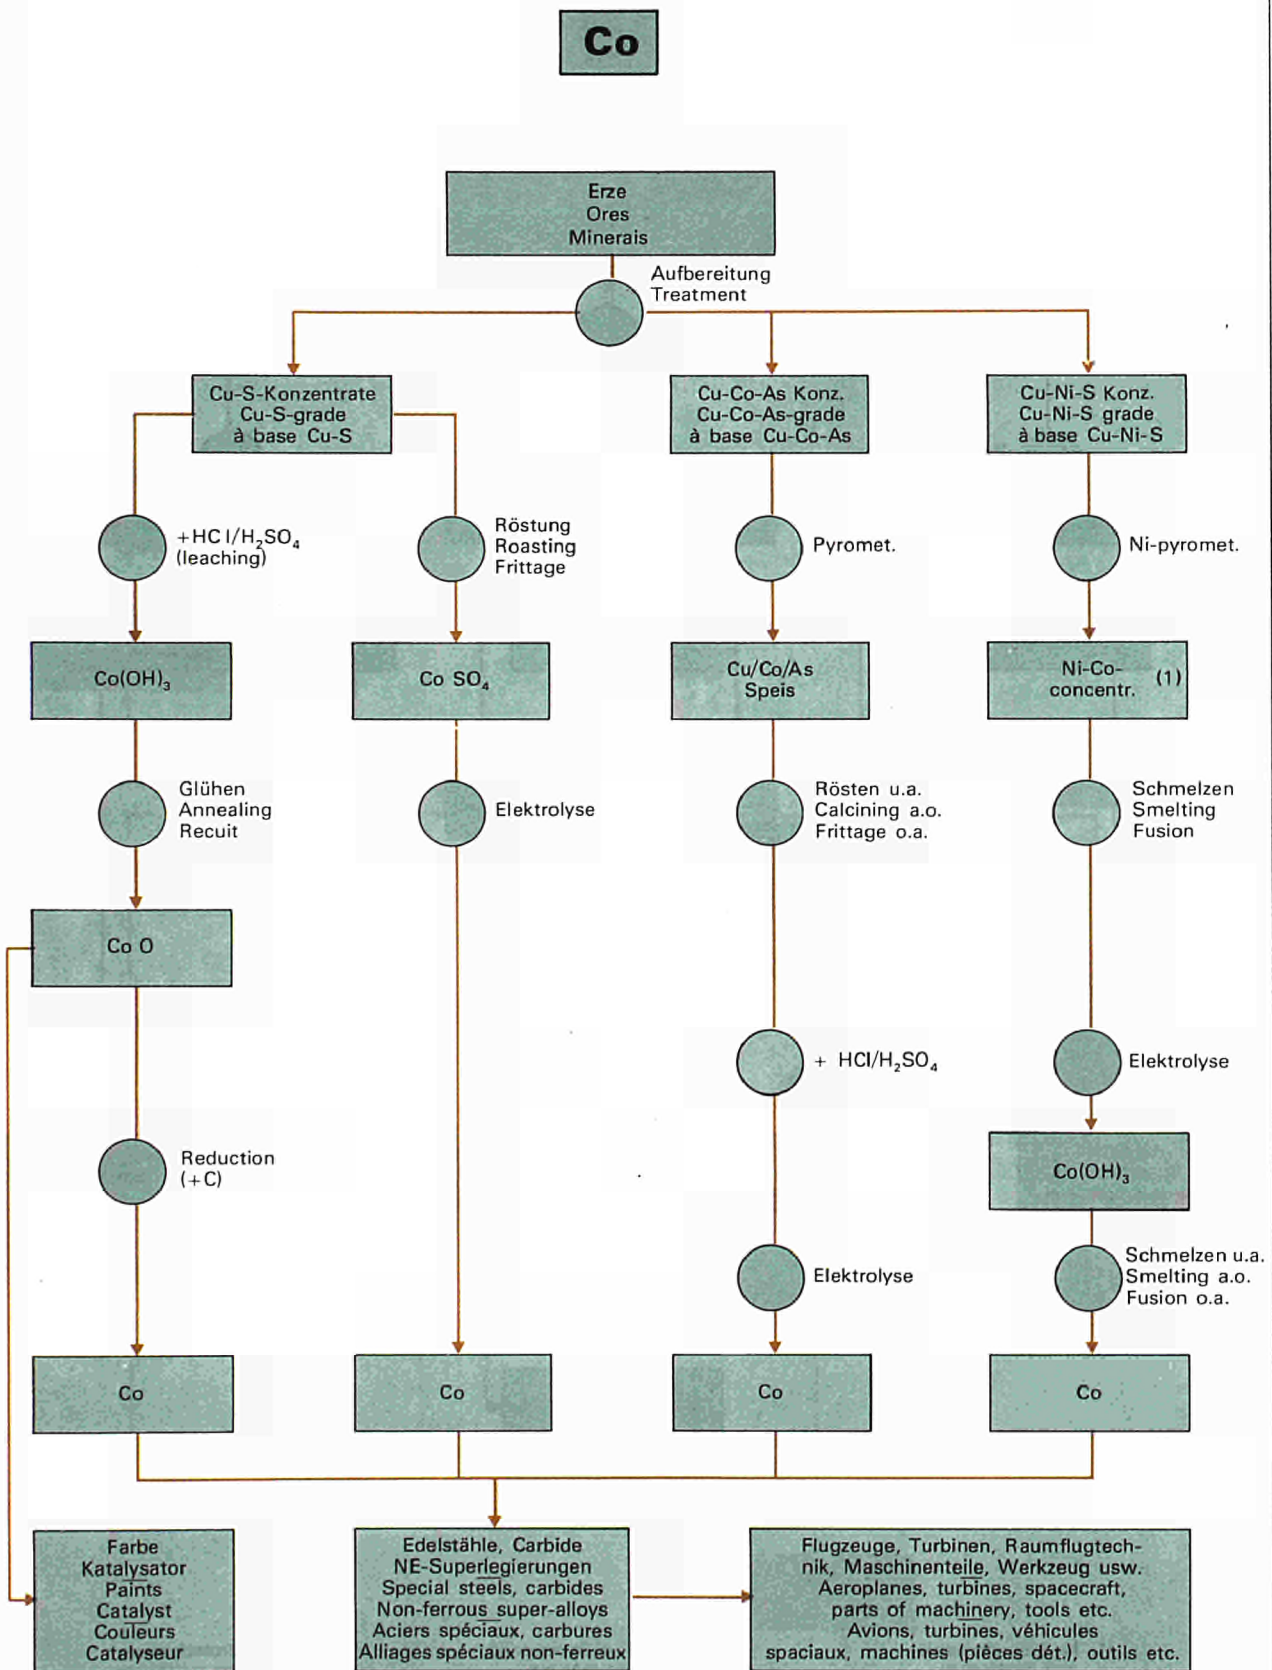 Co
Erze
Ores
Minerais
Aufbereitung
Treatment
Cu-S-Konzentrate
Cu-S-grade
à base Cu-S
Cu-Co-As Konz.
Cu-Co-As-grade
à base Cu-Co-As
Cu-Ni-S Konz.
Cu-Ni-S grade
à base Cu-Ni-S
+HCl/H₂SO₄
(leaching)
Röstung
Roasting
Frittage
Pyromet.
Ni-pyromet.
Co(OH)₃
Co SO₄
Cu/Co/As
Speis
Ni-Co-
concentr. (1)
Glühen
Annealing
Recuit
Elektrolyse
Rösten u.a.
Calcining a.o.
Frittage o.a.
Schmelzen
Smelting
Fusion
Co O
+ HCl/H₂SO₄
Elektrolyse
Reduction
(+C)
Co(OH)₃
Elektrolyse
Schmelzen u.a.
Smelting a.o.
Fusion o.a.
Co
Co
Co
Co
Farbe
Katalysator
Paints
Catalyst
Couleurs
Catalyseur
Edelstähle, Carbide
NE-Superlegierungen
Special steels, carbides
Non-ferrous super-alloys
Aciers spéciaux, carbures
Alliages spéciaux non-ferreux
Flugzeuge, Turbinen, Raumflugtech-
nik, Maschinenteile, Werkzeug usw.
Aeroplanes, turbines, spacecraft,
parts of machinery, tools etc.
Avions, turbines, véhicules
spaciaux, machines (pièces dét.), outils etc.